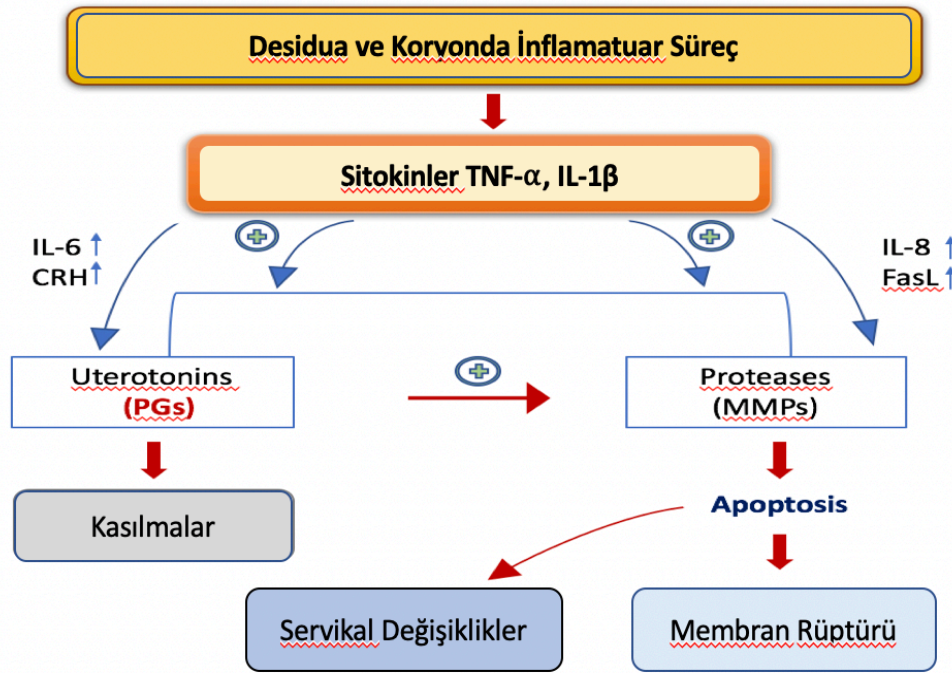 Desidua ve Koryonda İnflamatuar Süreç
Sitokinler TNF-α, IL-1β
IL-6 ↑
CRH↑
IL-8 ↑
FasL ↑
Uterotonins
(PGs)
Proteases
(MMPs)
Kasılmalar
Apoptosis
Servikal Değişiklikler
Membran Rüptürü